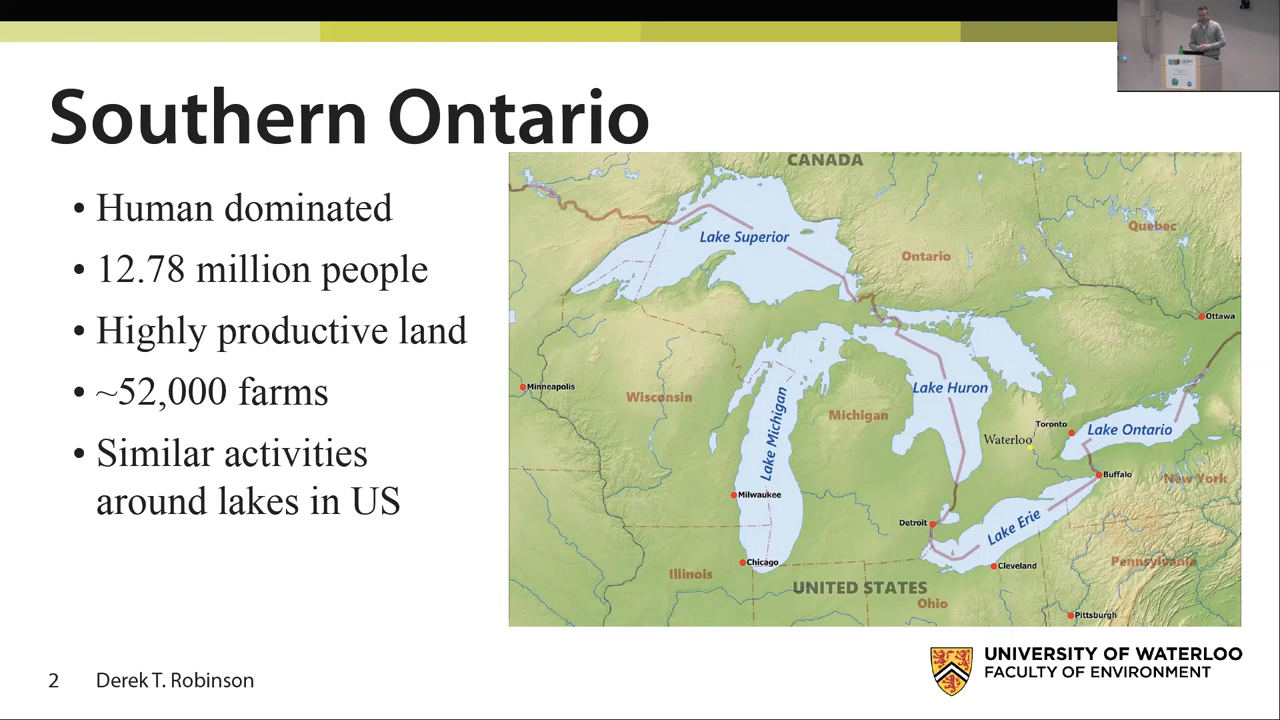 Southern Ontario
• Human dominated
• 12.78 million people
• Highly productive land
• ~52,000 farms
• Similar activities
around lakes in US
CANADA
Lake Superior
Ontario
Quebec
Ottawa
Minneapolis
Wisconsin
Lake Michigan
Michigan
Lake Huron
Toronto
Lake Ontario
Waterloo
Buffalo
New York
Milwaukee
Detroit
Lake Erie
Chicago
Cleveland
Pennsylvania
Illinois
UNITED STATES
Ohio
Pittsburgh
UNIVERSITY OF WATERLOO
FACULTY OF ENVIRONMENT
2 Derek T. Robinson